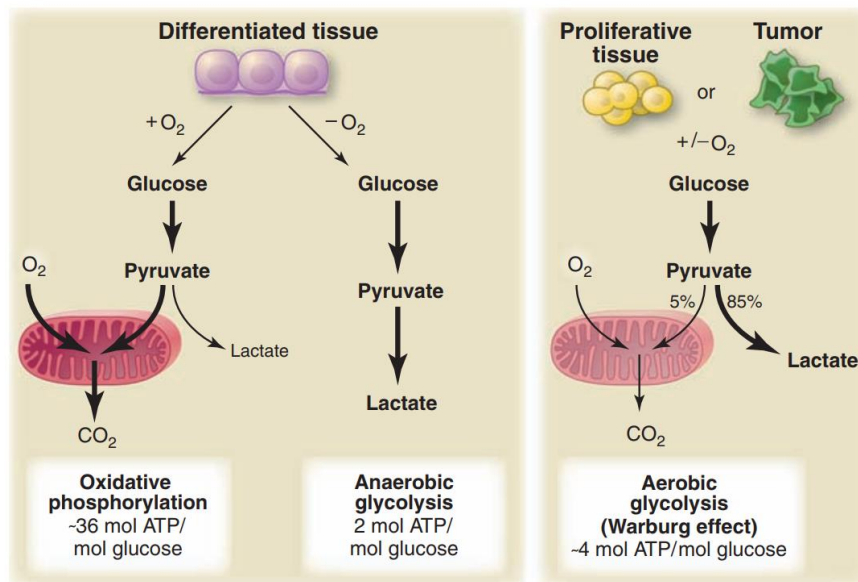 Differentiated tissue
+O₂
−O₂
Glucose
Pyruvate
O₂
Lactate
CO₂
Oxidative
phosphorylation
~36 mol ATP/
mol glucose
Glucose
Pyruvate
Lactate
Anaerobic
glycolysis
2 mol ATP/
mol glucose
Proliferative
tissue
or
Tumor
+/−O₂
Glucose
O₂
Pyruvate
5%
85%
Lactate
CO₂
Aerobic
glycolysis
(Warburg effect)
~4 mol ATP/mol glucose